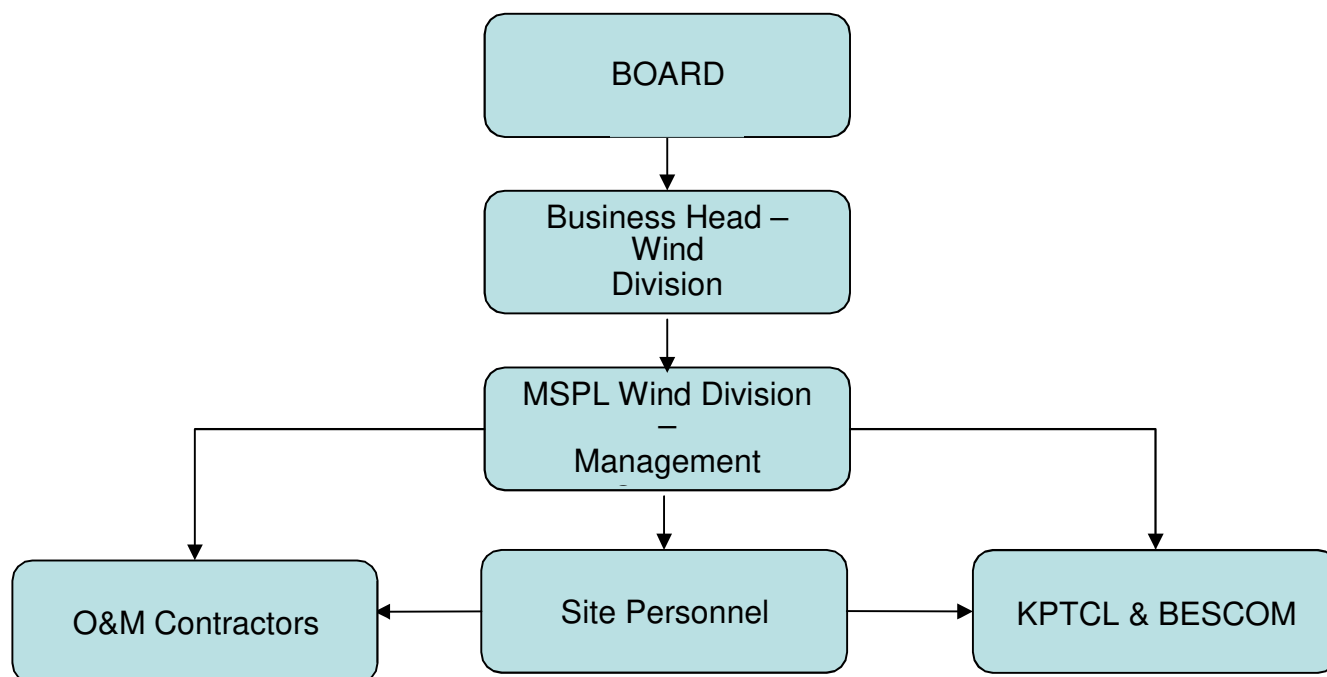 BOARD
Business Head –
Wind
Division
MSPL Wind Division
–
Management
O&M Contractors
Site Personnel
KPTCL & BESCOM